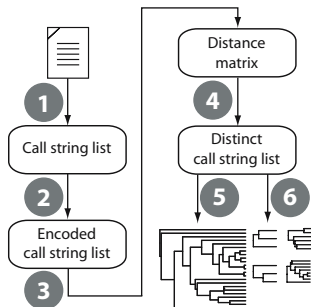 1
Call string list
2
Encoded
call string list
3
Distance
matrix
4
Distinct
call string list
5
6